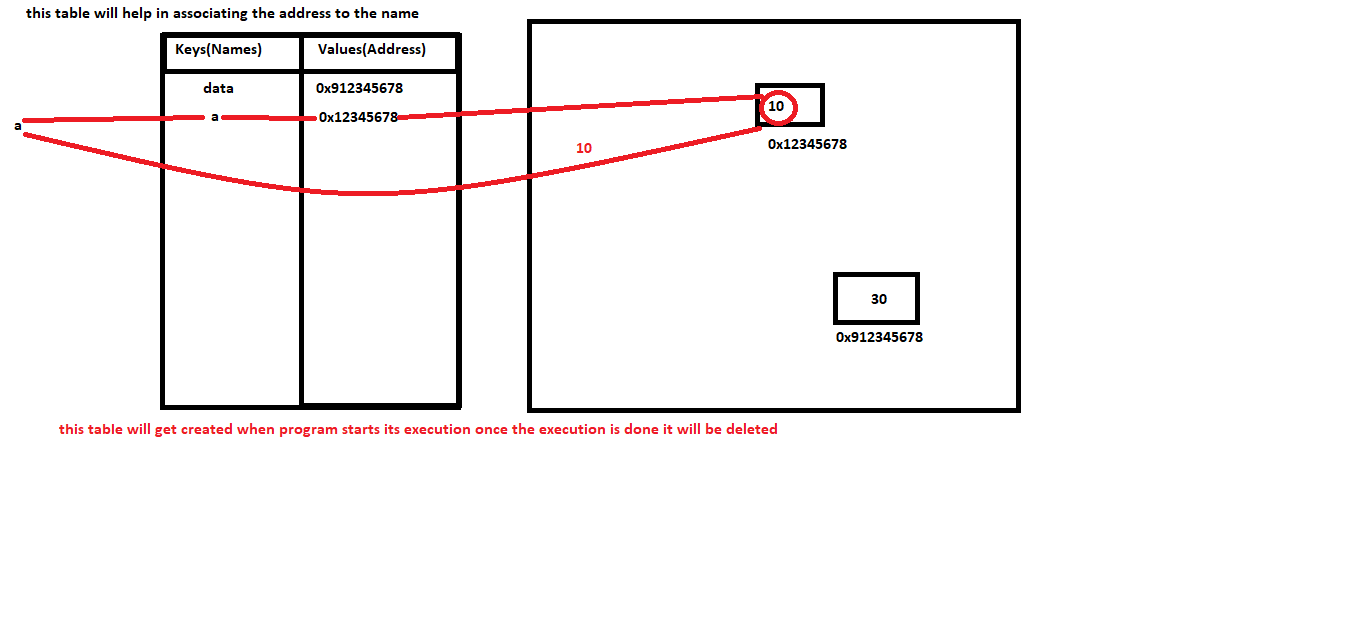 this table will help in associating the address to the name
Keys(Names) Values(Address)
data 0x912345678
a a 0x12345678
10
10
0x12345678
30
0x912345678
this table will get created when program starts its execution once the execution is done it will be deleted